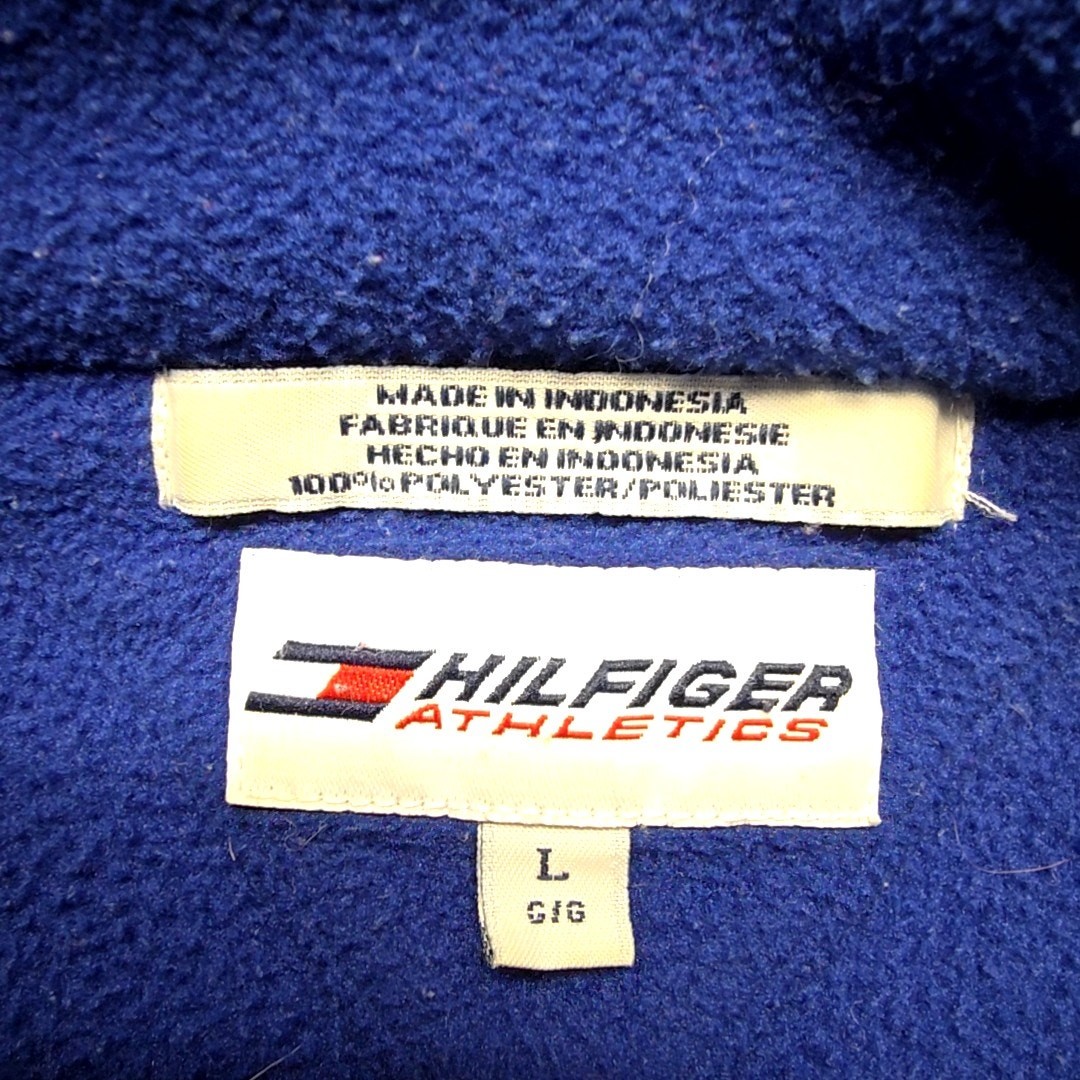 MADE IN INDONESIA
FABRIQUE EN INDONESIE
HECHO EN INDONESIA
100% POLYESTER/POLIESTER
HILFIGER
ATHLETICS
L
G/G